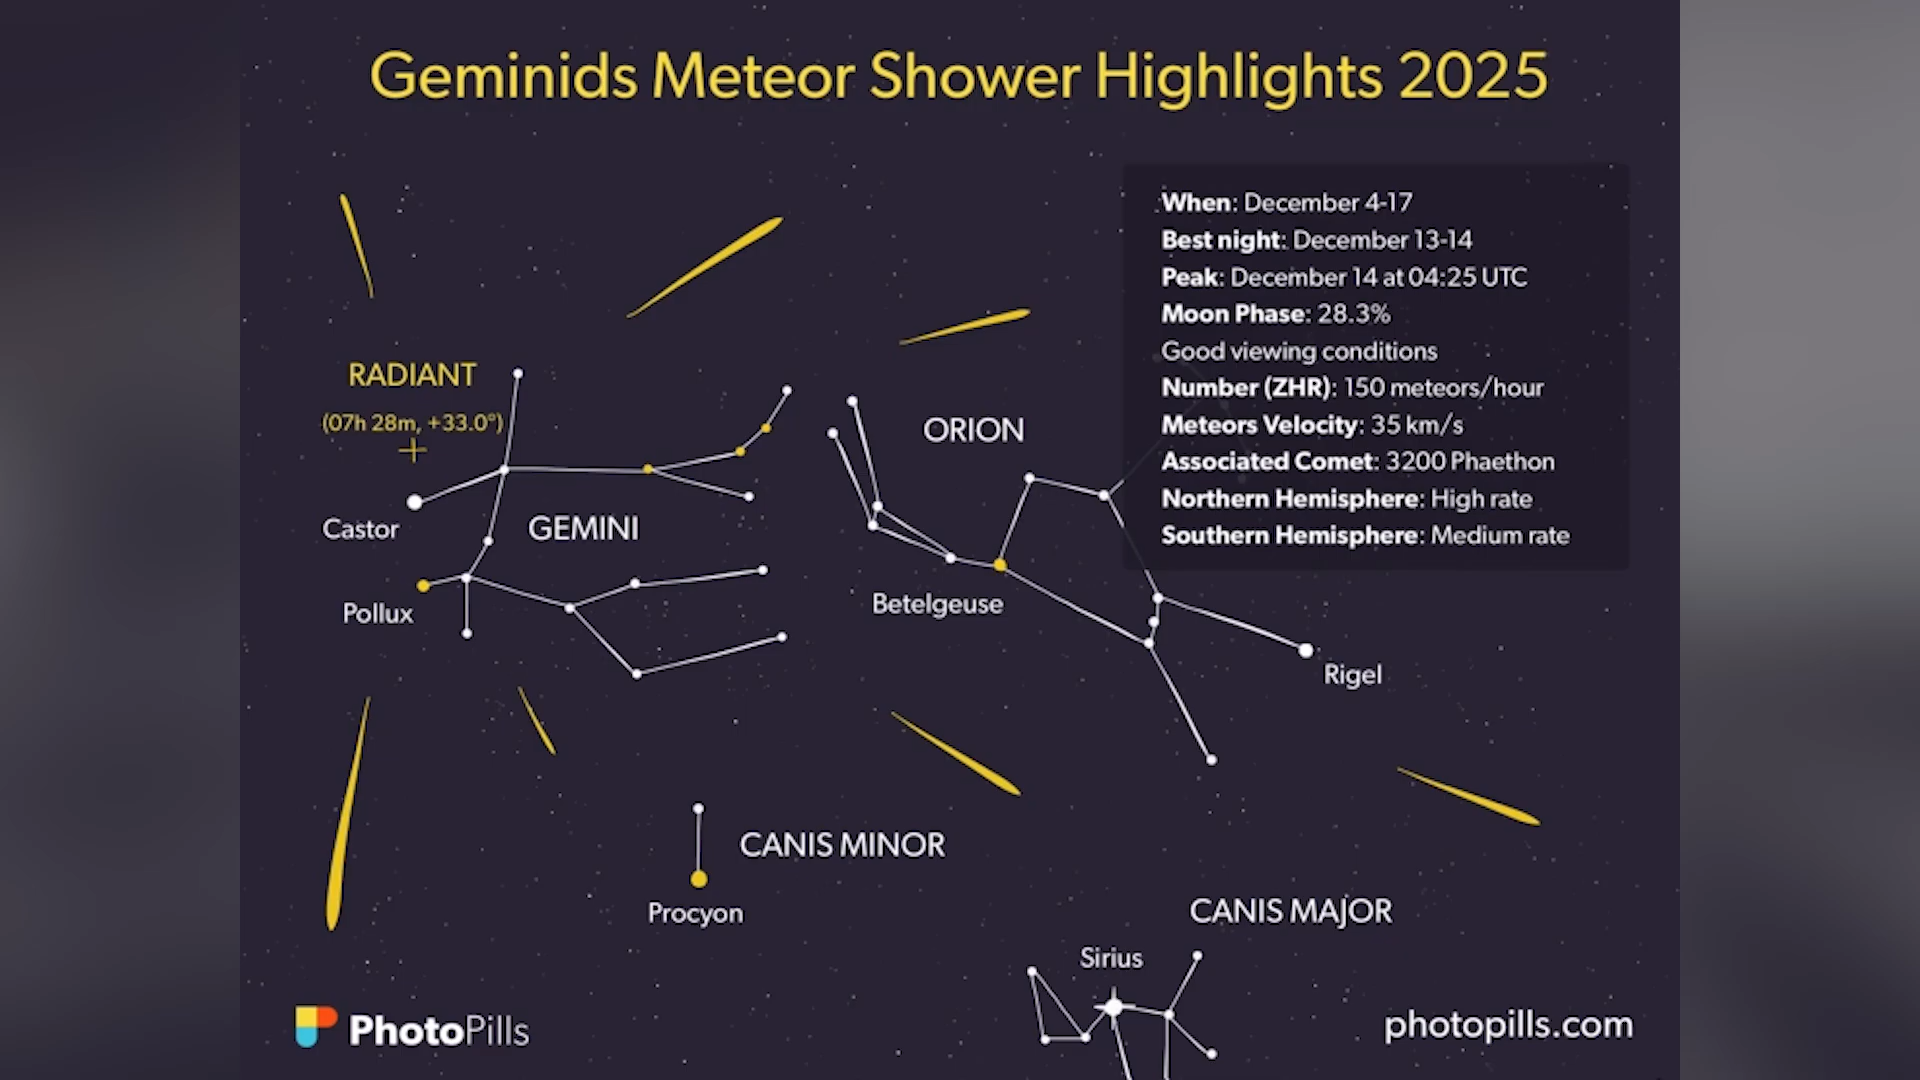 Geminids Meteor Shower Highlights 2025
When: December 4-17
Best night: December 13-14
Peak: December 14 at 04:25 UTC
Moon Phase: 28.3%
Good viewing conditions
Number (ZHR): 150 meteors/hour
Meteors Velocity: 35 km/s
Associated Comet: 3200 Phaethon
Northern Hemisphere: High rate
Southern Hemisphere: Medium rate
RADIANT
(07h 28m, +33.0°)
ORION
Castor
GEMINI
Pollux
Betelgeuse
Rigel
CANIS MINOR
Procyon
CANIS MAJOR
Sirius
PhotoPills
photopills.com